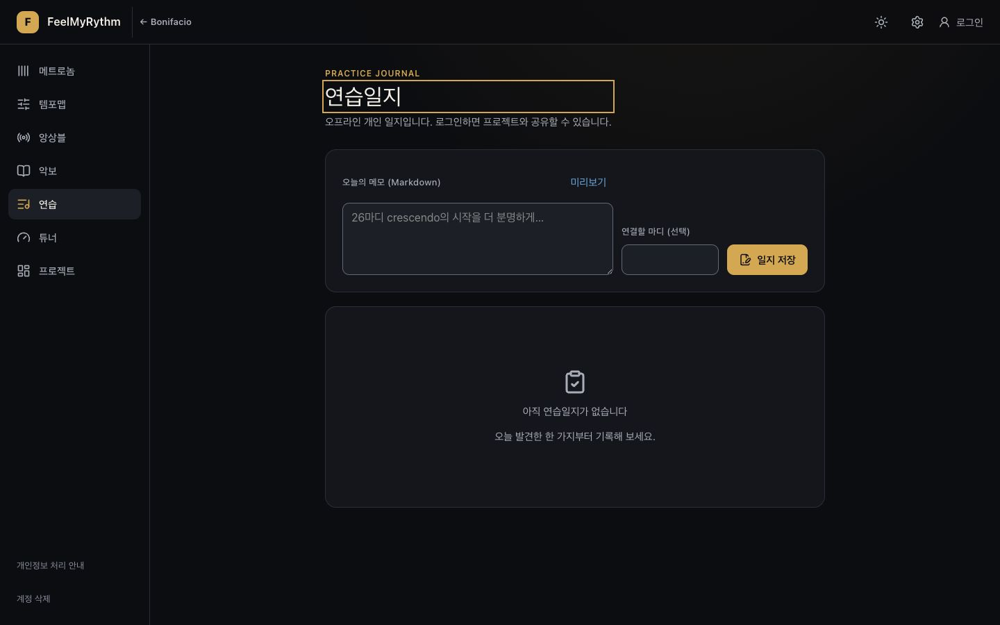 F FeelMyRythm ← Bonifacio 로그인
메트로놈
템포맵
앙상블
악보
연습
튜너
프로젝트
개인정보 처리 안내
계정 삭제
PRACTICE JOURNAL
연습일지
오프라인 개인 일지입니다. 로그인하면 프로젝트와 공유할 수 있습니다.
오늘의 메모 (Markdown) 미리보기
26마디 crescendo의 시작을 더 분명하게...
연결할 마디 (선택)
일지 저장
아직 연습일지가 없습니다
오늘 발견한 한 가지부터 기록해 보세요.